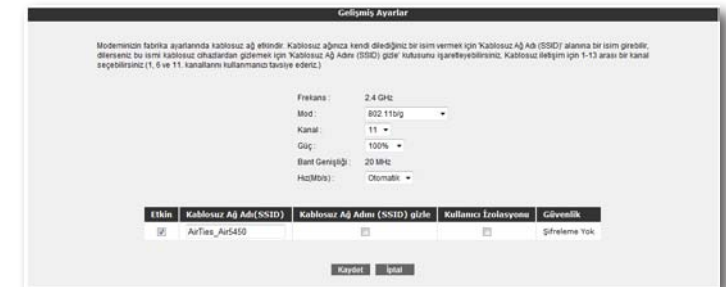 Gelişmiş Ayarlar
Modeminizin fabrika ayarlarında kablosuz ağ etkindir. Kablosuz ağınıza kendi dilediğiniz bir isim vermek için 'Kablosuz Ağ Adı (SSID)' alanına bir isim girebilir,
dilerseniz bu ismi kablosuz cihazlardan gizlemek için 'Kablosuz Ağ Adını (SSID) gizle' kutusunu işaretleyebilirsiniz. Kablosuz iletişim için 1-13 arası bir kanal
seçebilirsiniz (1, 6 ve 11. kanallarını kullanmanızı tavsiye ederiz.)
Frekans : 2.4 GHz
Mod : 802.11b/g
Kanal : 11
Güç : 100%
Bant Genişliği : 20 MHz
Hız(Mb/s) : Otomatik
Etkin Kablosuz Ağ Adı(SSID) Kablosuz Ağ Adını (SSID) gizle Kullanıcı İzolasyonu Güvenlik
AirTies_Air5450 Şifreleme Yok
Kaydet İptal